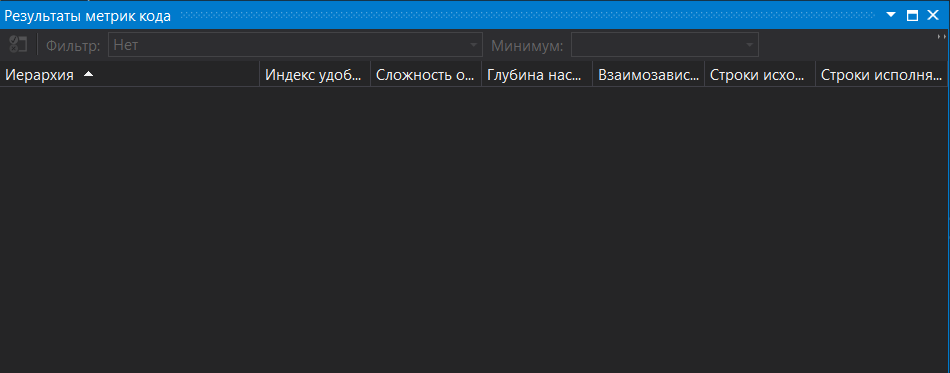 Результаты метрик кода
Фильтр: Нет Минимум:
Иерархия Индекс удоб... Сложность о... Глубина нас... Взаимозавис... Строки исхо... Строки исполня...